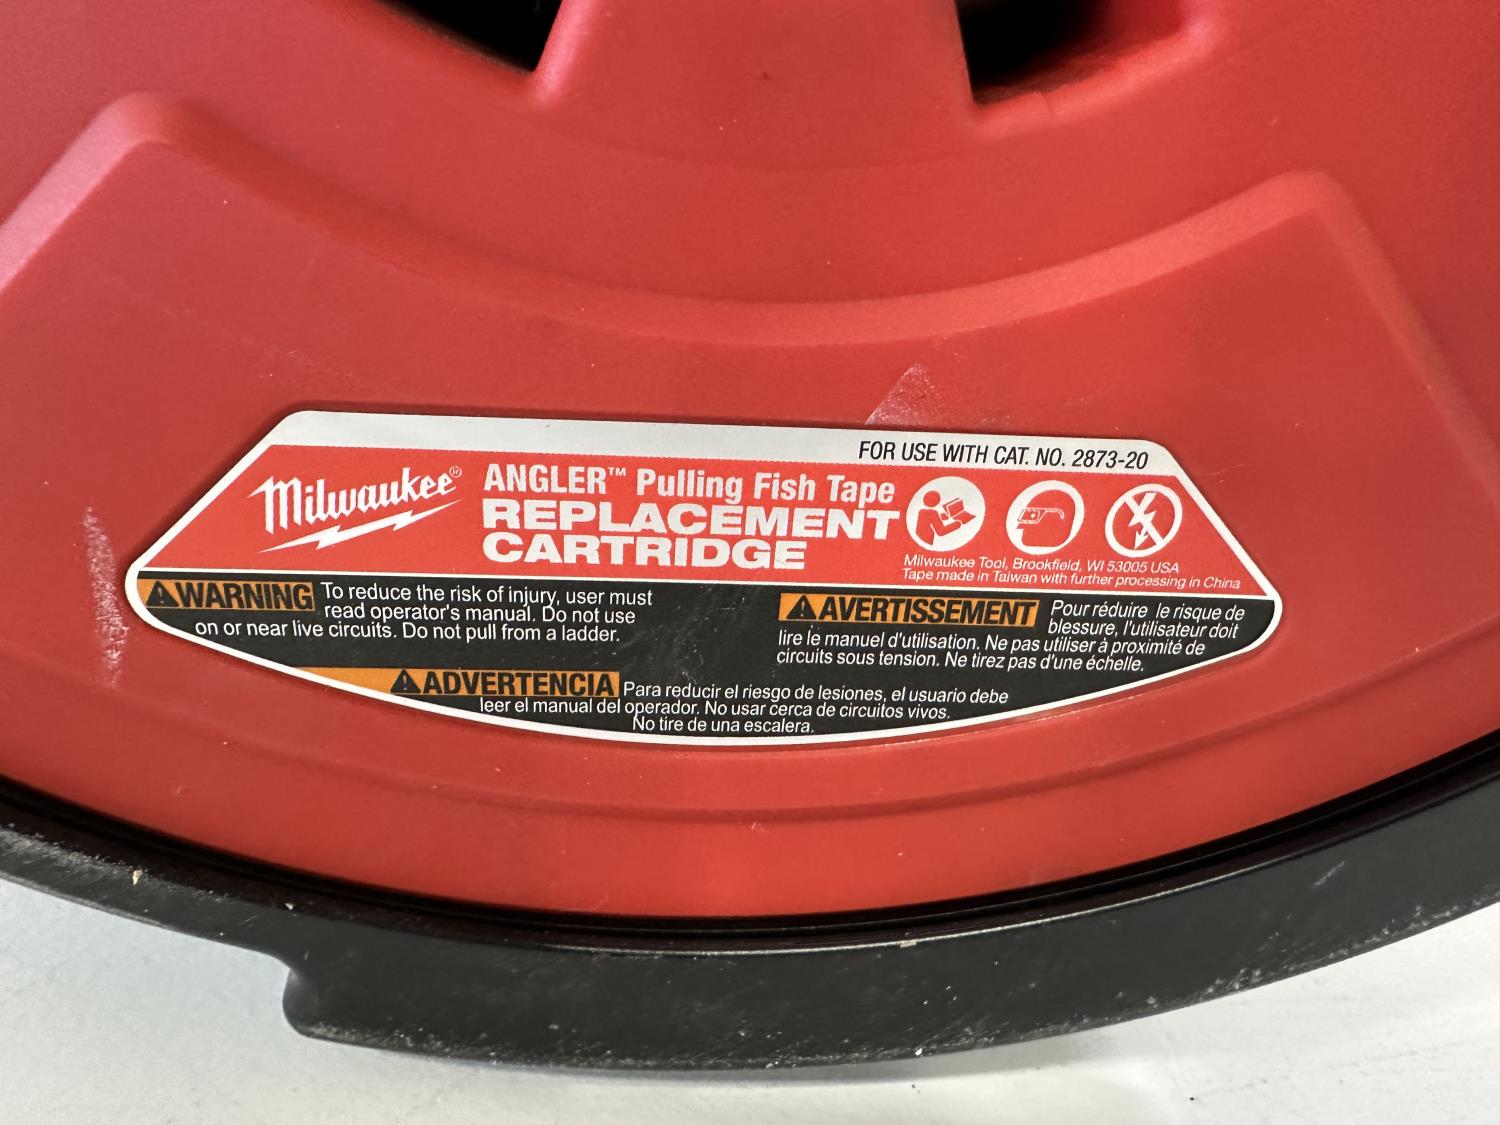 FOR USE WITH CAT. NO. 2873-20
Milwaukee®
ANGLER™ Pulling Fish Tape
REPLACEMENT
CARTRIDGE
Milwaukee Tool, Brookfield, WI 53005 USA
Tape made in Taiwan with further processing in China
WARNING To reduce the risk of injury, user must
read operator's manual. Do not use
on or near live circuits. Do not pull from a ladder.
AVERTISSEMENT Pour réduire le risque de
blessure, l'utilisateur doit
lire le manuel d'utilisation. Ne pas utiliser à proximité de
circuits sous tension. Ne tirez pas d'une échelle.
ADVERTENCIA Para reducir el riesgo de lesiones, el usuario debe
leer el manual del operador. No usar cerca de circuitos vivos.
No tire de una escalera.